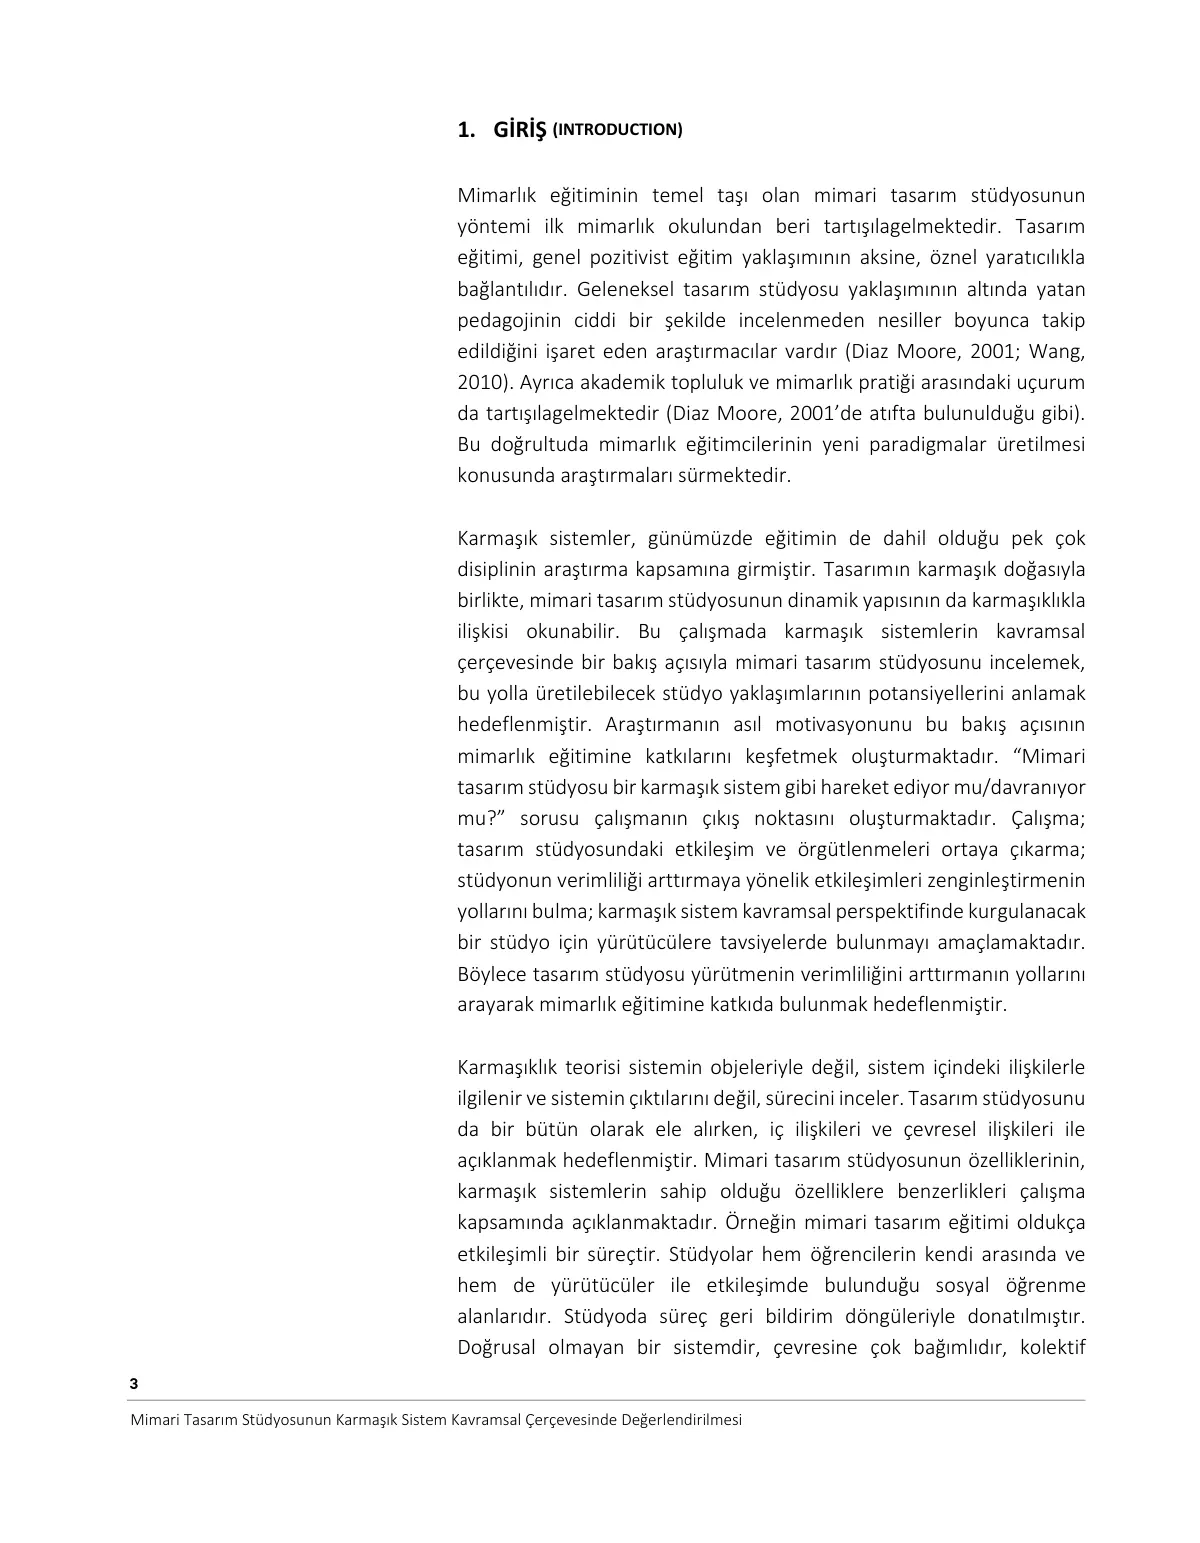 1. GİRİŞ (INTRODUCTION)
Mimarlık eğitiminin temel taşı olan mimari tasarım stüdyosunun
yöntemi ilk mimarlık okulundan beri tartışılagelmektedir. Tasarım
eğitimi, genel pozitivist eğitim yaklaşımının aksine, öznel yaratıcılıkla
bağlantılıdır. Geleneksel tasarım stüdyosu yaklaşımının altında yatan
pedagojinin ciddi bir şekilde incelenmeden nesiller boyunca takip
edildiğini işaret eden araştırmacılar vardır (Diaz Moore, 2001; Wang,
2010). Ayrıca akademik topluluk ve mimarlık pratiği arasındaki uçurum
da tartışılagelmektedir (Diaz Moore, 2001’de atıfta bulunulduğu gibi).
Bu doğrultuda mimarlık eğitimcilerinin yeni paradigmalar üretilmesi
konusunda araştırmaları sürmektedir.
Karmaşık sistemler, günümüzde eğitimin de dahil olduğu pek çok
disiplinin araştırma kapsamına girmiştir. Tasarımın karmaşık doğasıyla
birlikte, mimari tasarım stüdyosunun dinamik yapısının da karmaşıklıkla
ilişkisi okunabilir. Bu çalışmada karmaşık sistemlerin kavramsal
çerçevesinde bir bakış açısıyla mimari tasarım stüdyosunu incelemek,
bu yolla üretilebilecek stüdyo yaklaşımlarının potansiyellerini anlamak
hedeflenmiştir. Araştırmanın asıl motivasyonunu bu bakış açısının
mimarlık eğitimine katkılarını keşfetmek oluşturmaktadır. “Mimari
tasarım stüdyosu bir karmaşık sistem gibi hareket ediyor mu/davranıyor
mu?” sorusu çalışmanın çıkış noktasını oluşturmaktadır. Çalışma;
tasarım stüdyosundaki etkileşim ve örgütlenmeleri ortaya çıkarma;
stüdyonun verimliliği arttırmaya yönelik etkileşimleri zenginleştirmenin
yollarını bulma; karmaşık sistem kavramsal perspektifinde kurgulanacak
bir stüdyo için yürütücülere tavsiyelerde bulunmayı amaçlamaktadır.
Böylece tasarım stüdyosu yürütmenin verimliliğini arttırmanın yollarını
arayarak mimarlık eğitimine katkıda bulunmak hedeflenmiştir.
Karmaşıklık teorisi sistemin objeleriyle değil, sistem içindeki ilişkilerle
ilgilenir ve sistemin çıktılarını değil, sürecini inceler. Tasarım stüdyosunu
da bir bütün olarak ele alırken, iç ilişkileri ve çevresel ilişkileri ile
açıklanmak hedeflenmiştir. Mimari tasarım stüdyosunun özelliklerinin,
karmaşık sistemlerin sahip olduğu özelliklere benzerlikleri çalışma
kapsamında açıklanmaktadır. Örneğin mimari tasarım eğitimi oldukça
etkileşimli bir süreçtir. Stüdyolar hem öğrencilerin kendi arasında ve
hem de yürütücüler ile etkileşimde bulunduğu sosyal öğrenme
alanlarıdır. Stüdyoda süreç geri bildirim döngüleriyle donatılmıştır.
Doğrusal olmayan bir sistemdir, çevresine çok bağımlıdır, kolektif
3
Mimari Tasarım Stüdyosunun Karmaşık Sistem Kavramsal Çerçevesinde Değerlendirilmesi